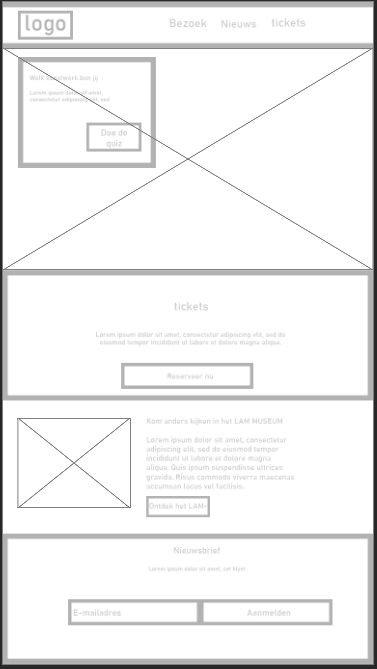 logo
Bezoek Nieuws tickets
Welk kunstwerk ben jij
Lorem ipsum dolor sit amet,
consectetur adipiscing elit, sed
Doe de
quiz
tickets
Lorem ipsum dolor sit amet, consectetur adipiscing elit, sed do
eiusmod tempor incididunt ut labore et dolore magna aliqua.
Reserveer nu
Kom anders kijken in het LAM MUSEUM
Lorem ipsum dolor sit amet, consectetur
adipiscing elit, sed do eiusmod tempor
incididunt ut labore et dolore magna
aliqua. Quis ipsum suspendisse ultrices
gravida. Risus commodo viverra maecenas
accumsan lacus vel facilisis.
Ontdek het LAM
Nieuwsbrief
Lorem ipsum dolor sit amet,
E-mailadres
Aanmelden